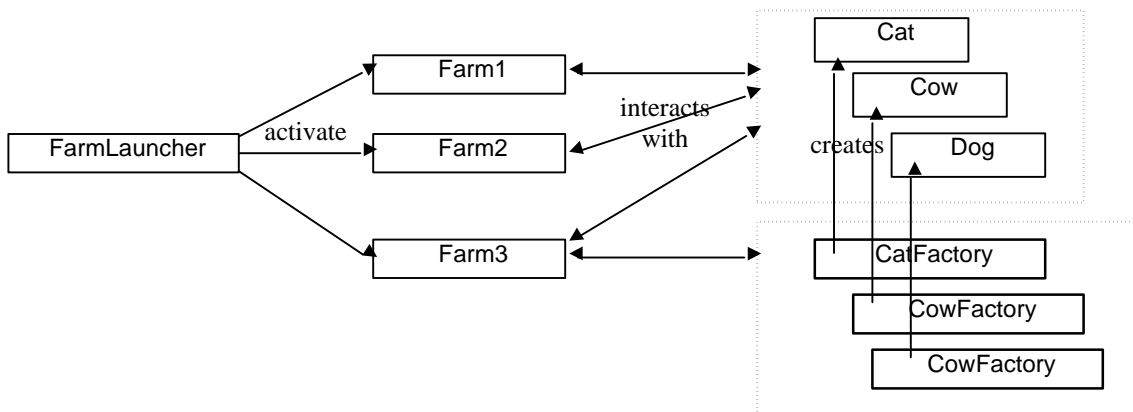 Cat
Farm1
Cow
interacts
activate
with
creates
FarmLauncher
Farm2
Dog
Farm3
CatFactory
CowFactory
CowFactory